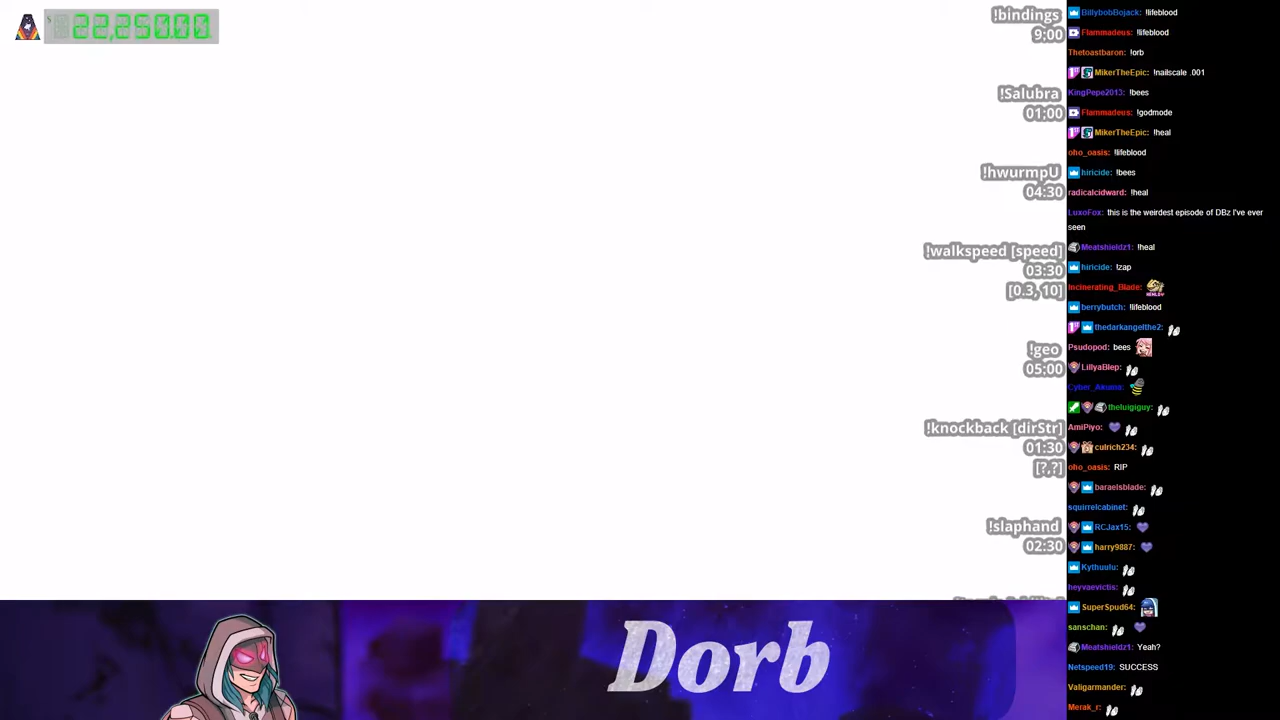 $ 22,250.00
!bindings
9:00
!Salubra
01:00
!hwurmpU
04:30
!walkspeed [speed]
03:30
[0.3, 10]
!geo
05:00
!knockback [dirStr]
01:30
[?,?]
!slaphand
02:30
Dorb
BillybobBojack: !lifeblood
Flammadeus: !lifeblood
Thetoastbaron: !orb
MikerTheEpic: !nailscale .001
KingPepe2013: !bees
Flammadeus: !godmode
MikerTheEpic: !heal
oho_oasis: !lifeblood
hiricide: !bees
radicalcidward: !heal
LuxoFox: this is the weirdest episode of DBz I've ever
seen
Meatshieldz1: !heal
hiricide: !zap
Incinerating_Blade:
berrybutch: !lifeblood
thedarkangelthe2:
Psudopod: bees
LillyaBlep:
Cyber_Akuma:
theluigiguy:
AmiPiyo:
culrich234:
oho_oasis: RIP
baraelsblade:
squirrelcabinet:
RCJax15:
harry9887:
Kythuulu:
heyvaevictis:
SuperSpud64:
sanschan:
Meatshieldz1: Yeah?
Netspeed19: SUCCESS
Valigarmander:
Merak_r: